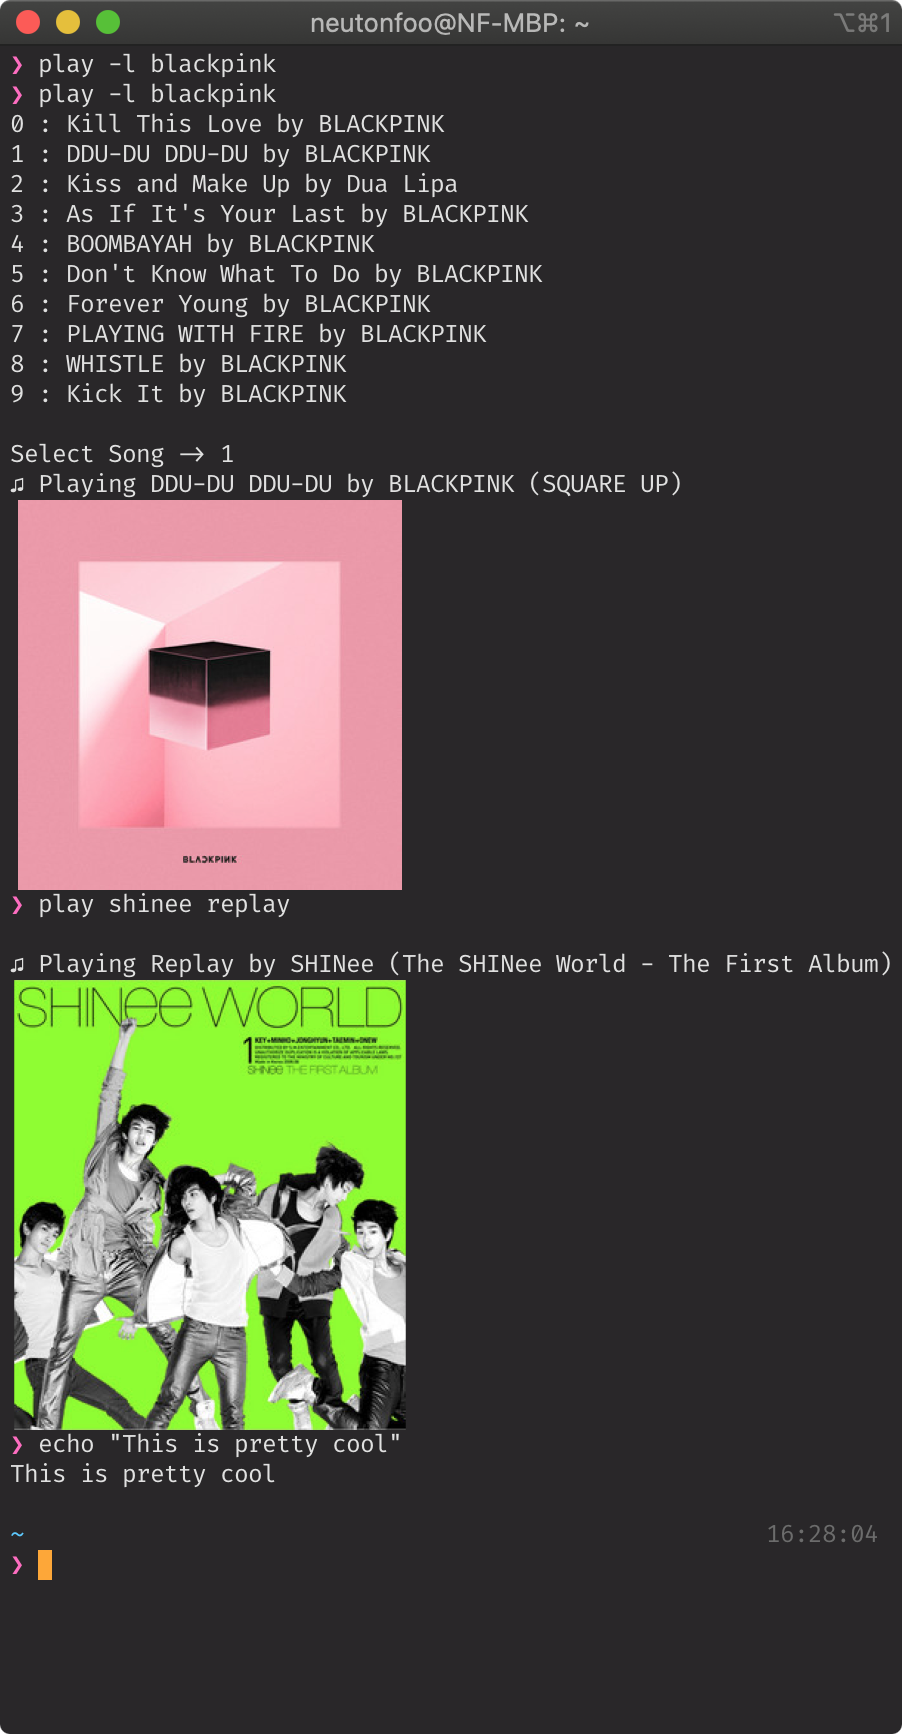 neutonfoo@NF-MBP: ~ ⌥⌘1
❯ play -l blackpink
❯ play -l blackpink
0 : Kill This Love by BLACKPINK
1 : DDU-DU DDU-DU by BLACKPINK
2 : Kiss and Make Up by Dua Lipa
3 : As If It's Your Last by BLACKPINK
4 : BOOMBAYAH by BLACKPINK
5 : Don't Know What To Do by BLACKPINK
6 : Forever Young by BLACKPINK
7 : PLAYING WITH FIRE by BLACKPINK
8 : WHISTLE by BLACKPINK
9 : Kick It by BLACKPINK
Select Song -> 1
♫ Playing DDU-DU DDU-DU by BLACKPINK (SQUARE UP)
BLACKPINK
❯ play shinee replay
♫ Playing Replay by SHINee (The SHINee World - The First Album)
SHINee WORLD
1 KEY+MINHO+JONGHYUN+TAEMIN+ONEW
SHINee THE FIRST ALBUM
❯ echo "This is pretty cool"
This is pretty cool
~ 16:28:04
❯